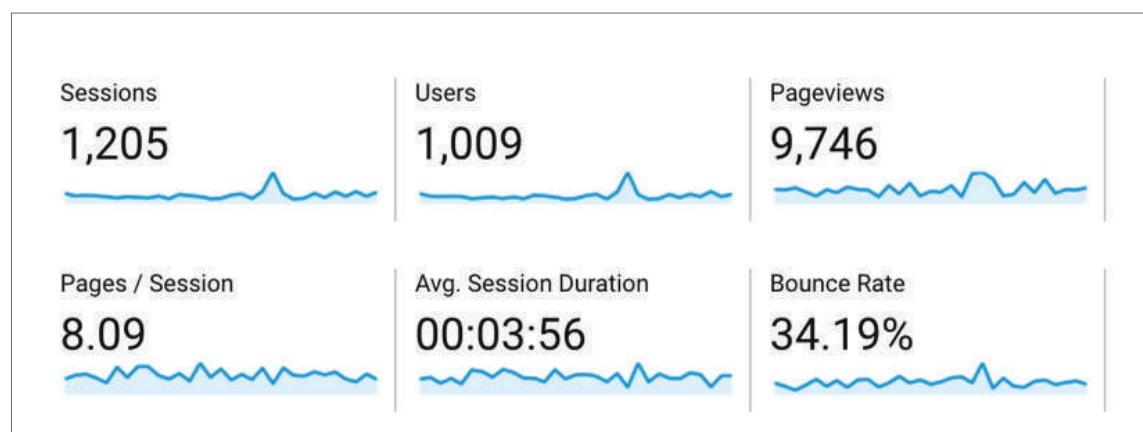 Sessions
1,205
Users
1,009
Pageviews
9,746
Pages / Session
8.09
Avg. Session Duration
00:03:56
Bounce Rate
34.19%